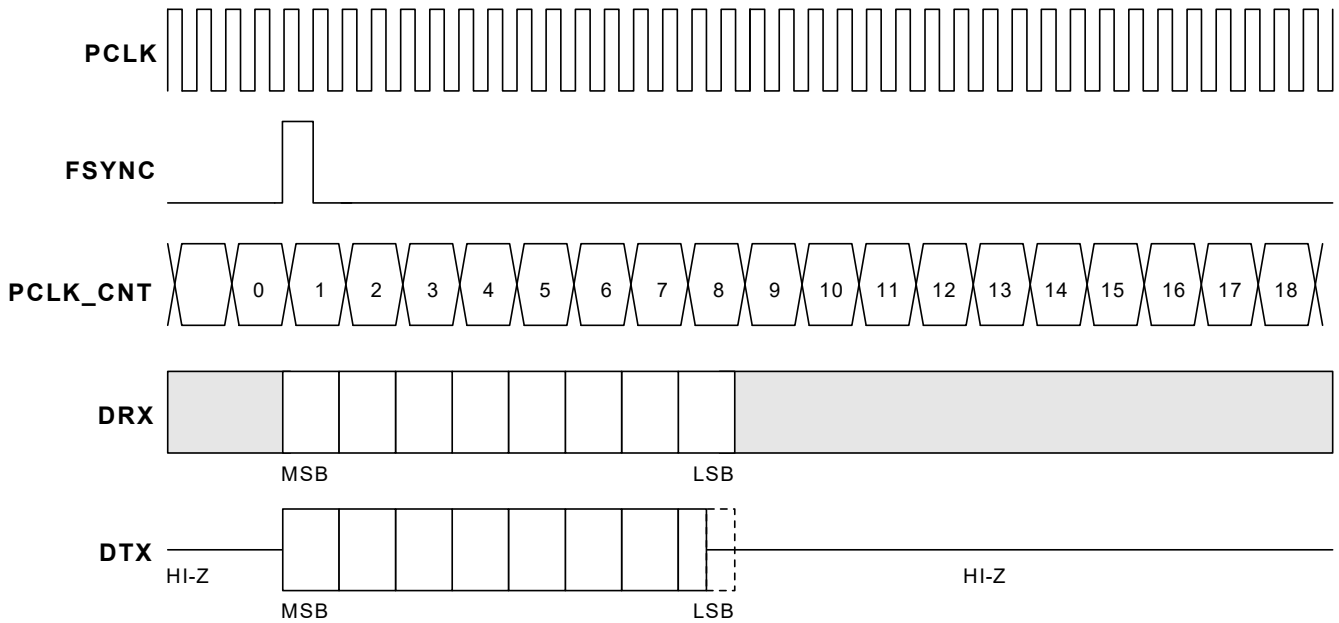 PCLK
FSYNC
PCLK_CNT 0 1 2 3 4 5 6 7 8 9 10 11 12 13 14 15 16 17 18
DRX
MSB LSB
DTX
HI-Z HI-Z
MSB LSB